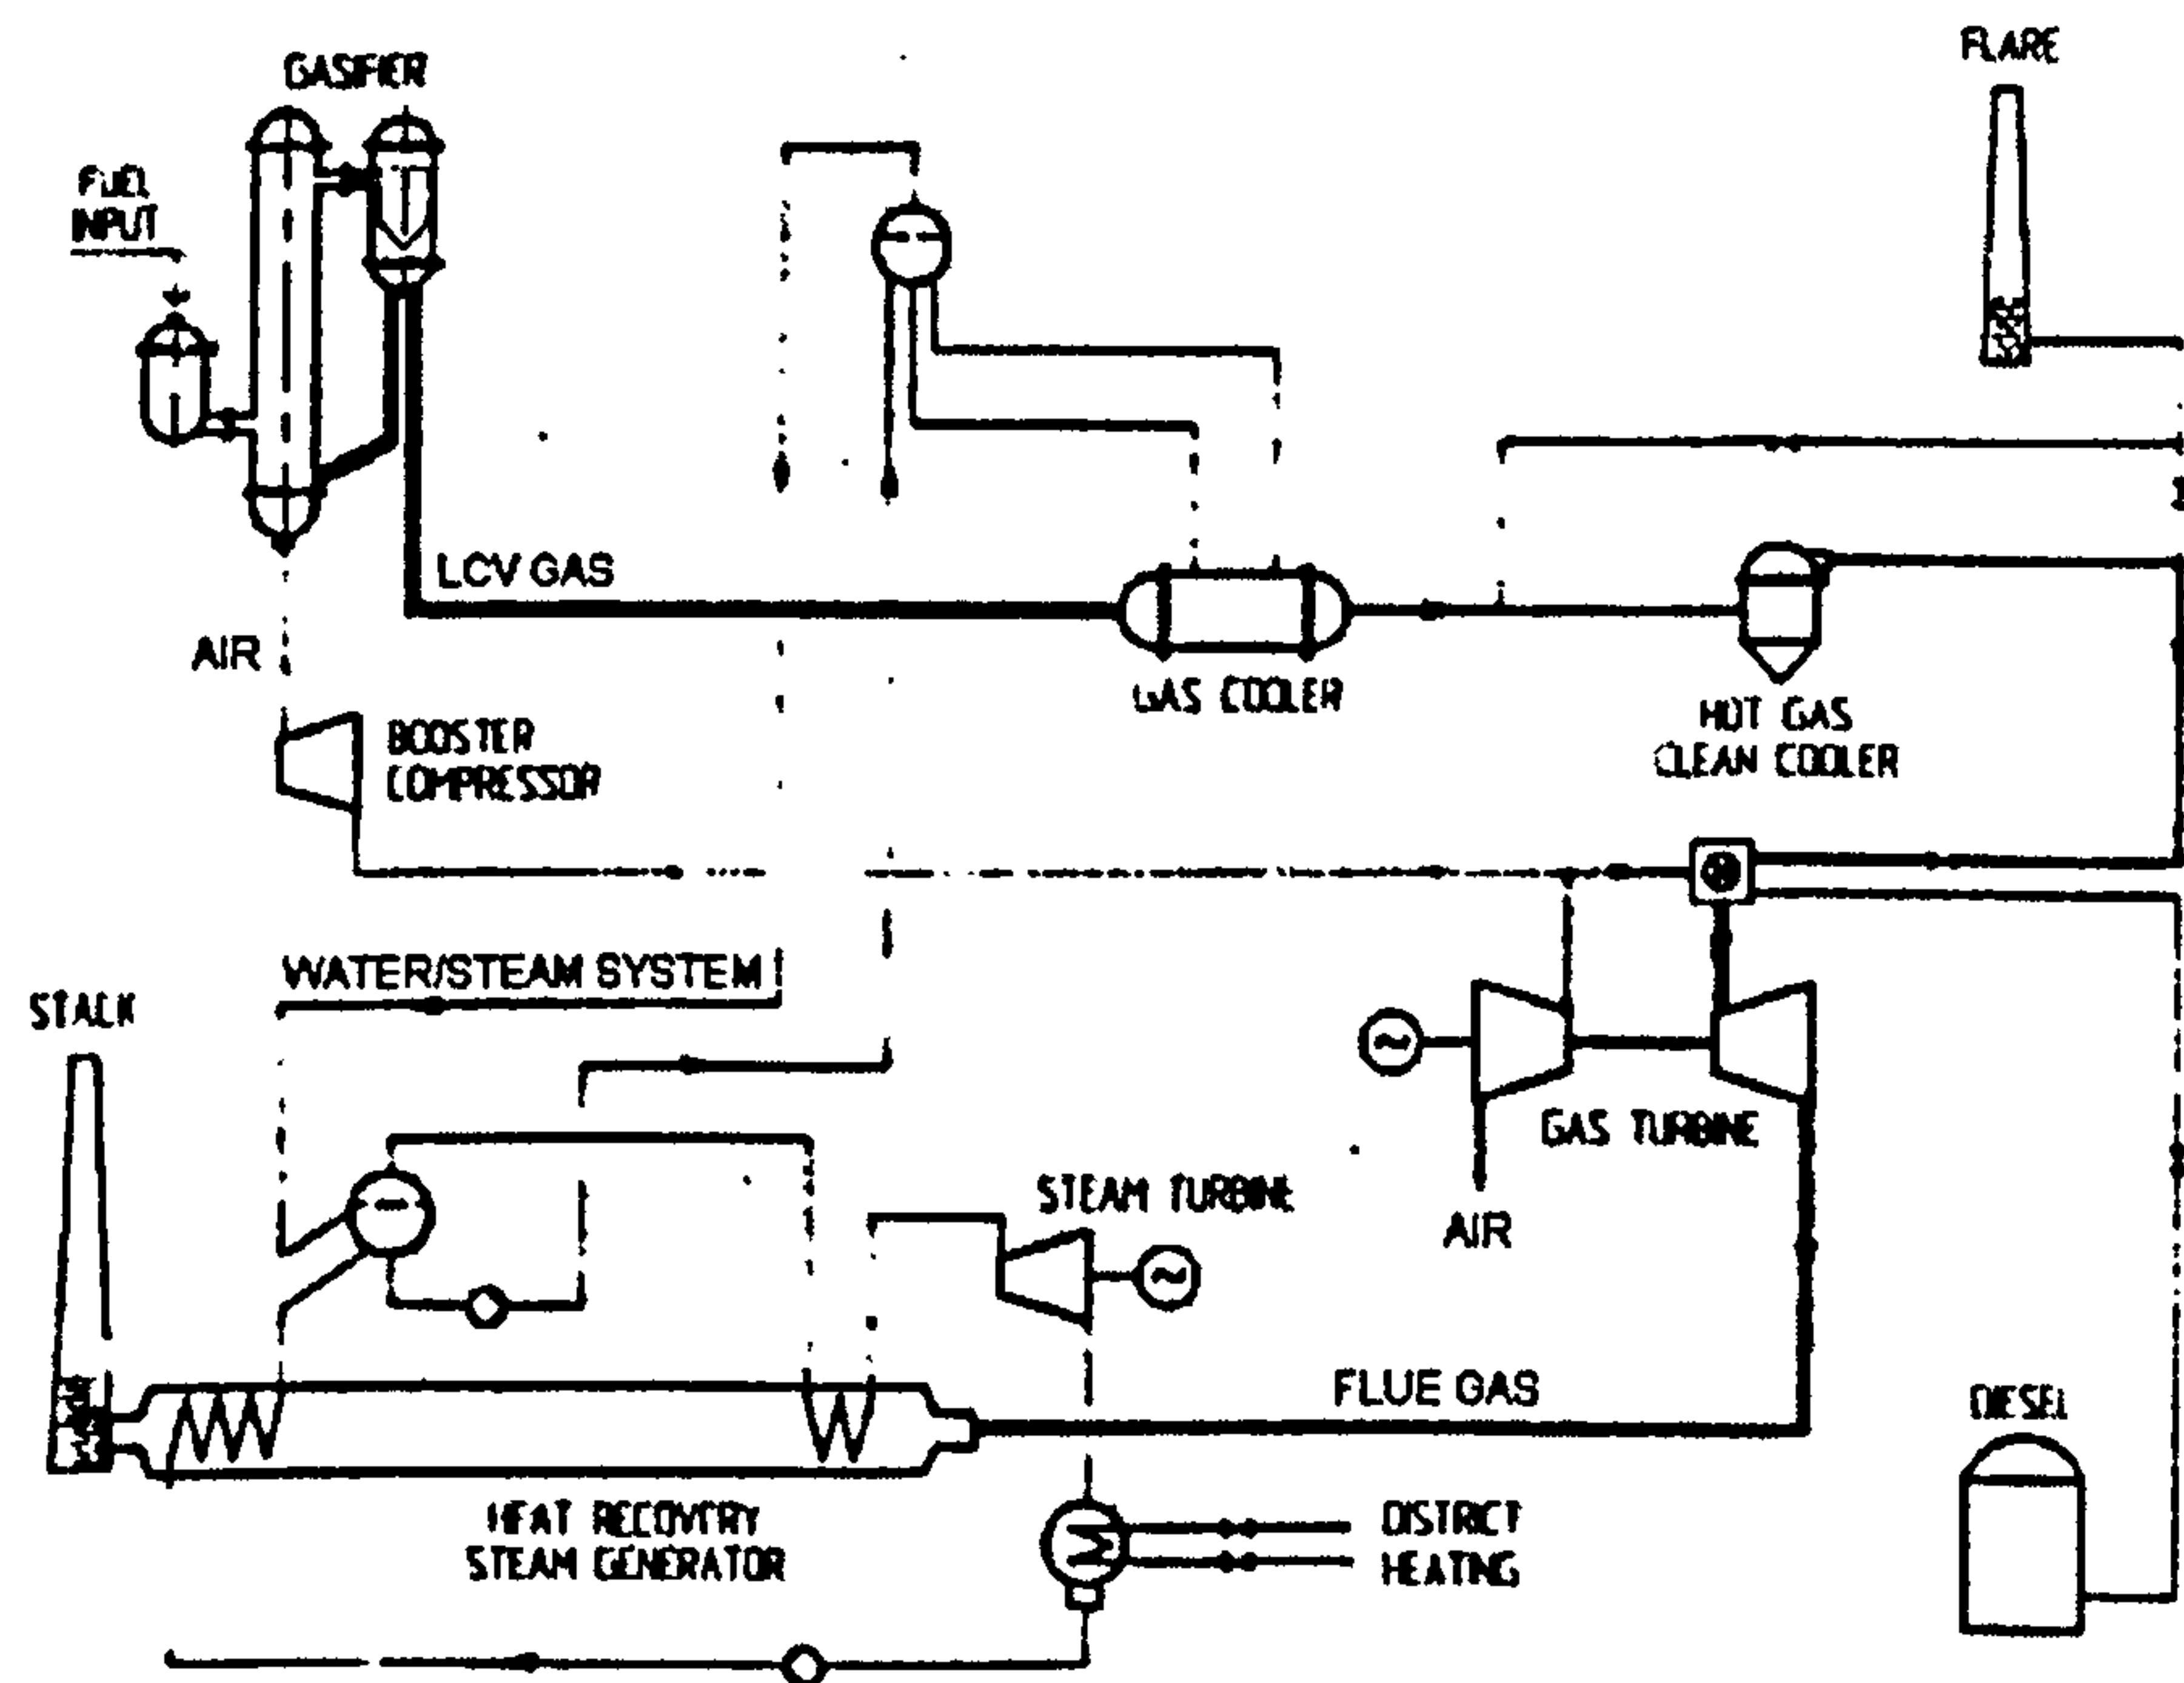 GASIFIER
FLARE
FUEL
INPUT
LCV GAS
AIR
GAS COOLER
HOT GAS
CLEAN COOLER
BOOSTER
COMPRESSOR
WATER/STEAM SYSTEM
STACK
GAS TURBINE
STEAM TURBINE
AIR
FLUE GAS
DIESEL
HEAT RECOVERY
STEAM GENERATOR
DISTRICT
HEATING